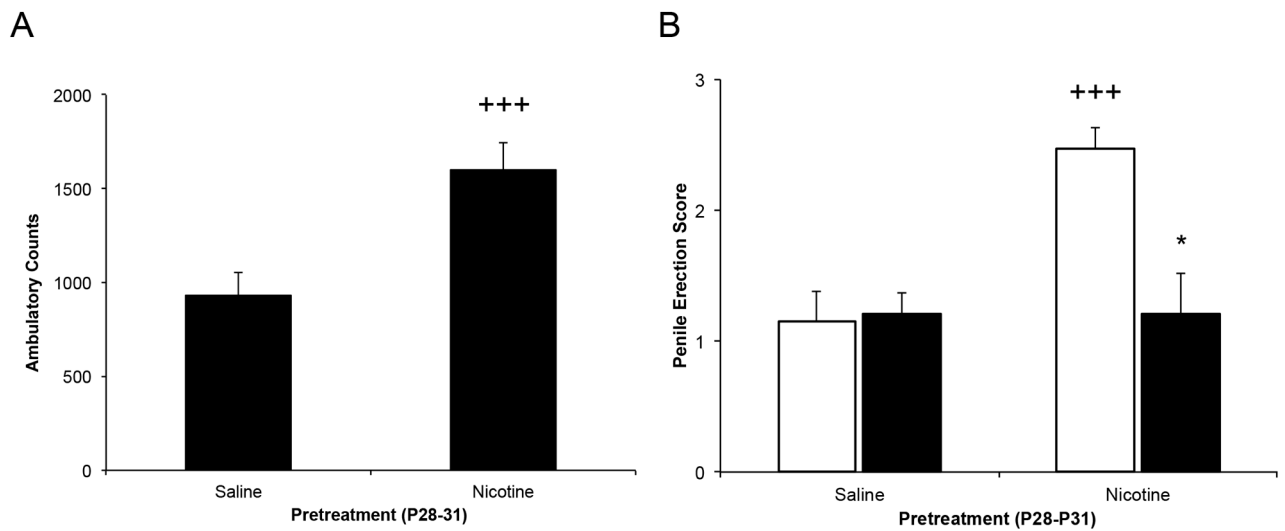 A
Ambulatory Counts
2000
1500
1000
500
0
+++
Saline
Nicotine
Pretreatment (P28-31)
B
Penile Erection Score
3
2
1
0
+++
*
Saline
Nicotine
Pretreatment (P28-P31)